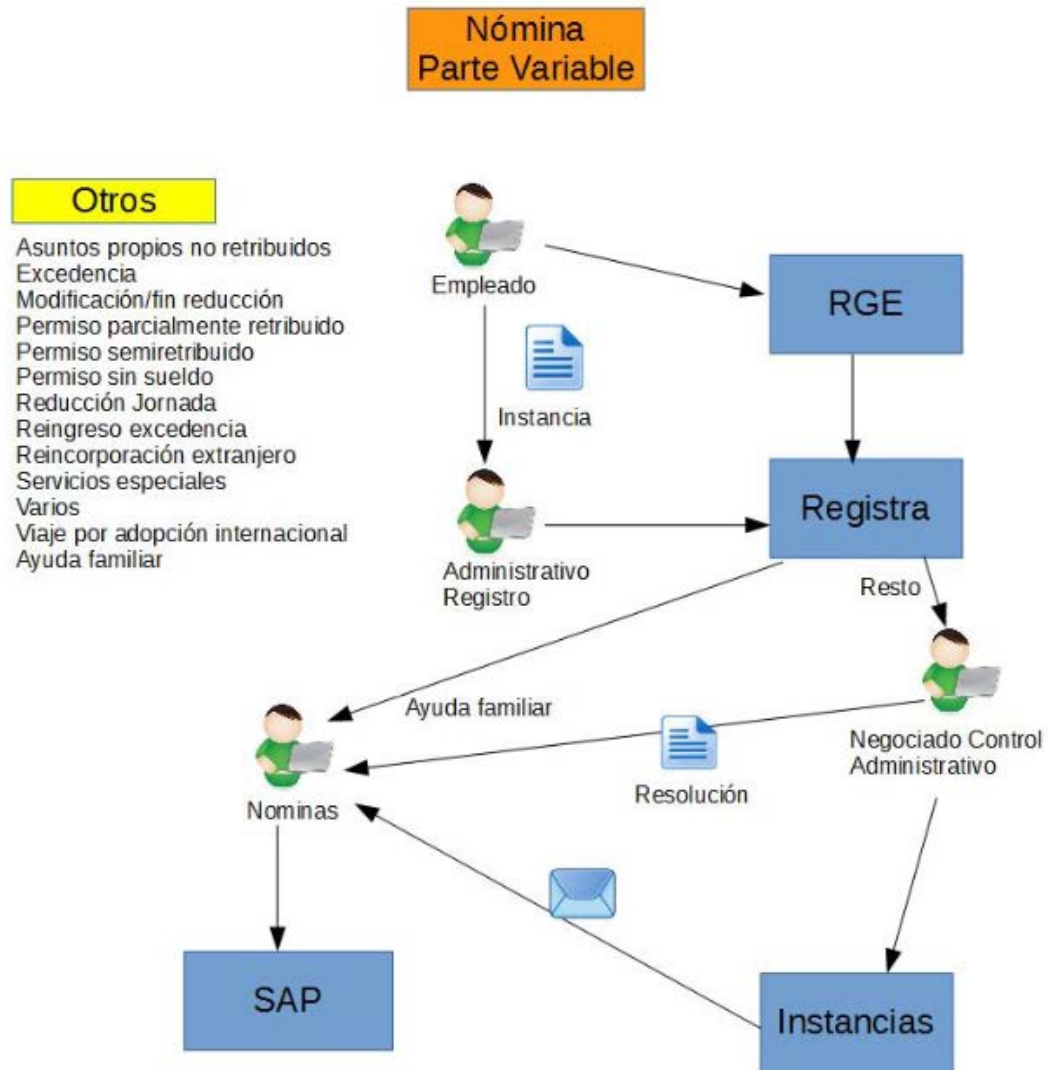 Nómina
Parte Variable
Otros
Asuntos propios no retribuidos
Excedencia
Modificación/fin reducción
Permiso parcialmente retribuido
Permiso semiretribuido
Permiso sin sueldo
Reducción Jornada
Reingreso excedencia
Reincorporación extranjero
Servicios especiales
Varios
Viaje por adopción internacional
Ayuda familiar
Empleado
RGE
Instancia
Administrativo
Registro
Registra
Resto
Ayuda familiar
Negociado Control
Administrativo
Resolución
Nominas
SAP
Instancias